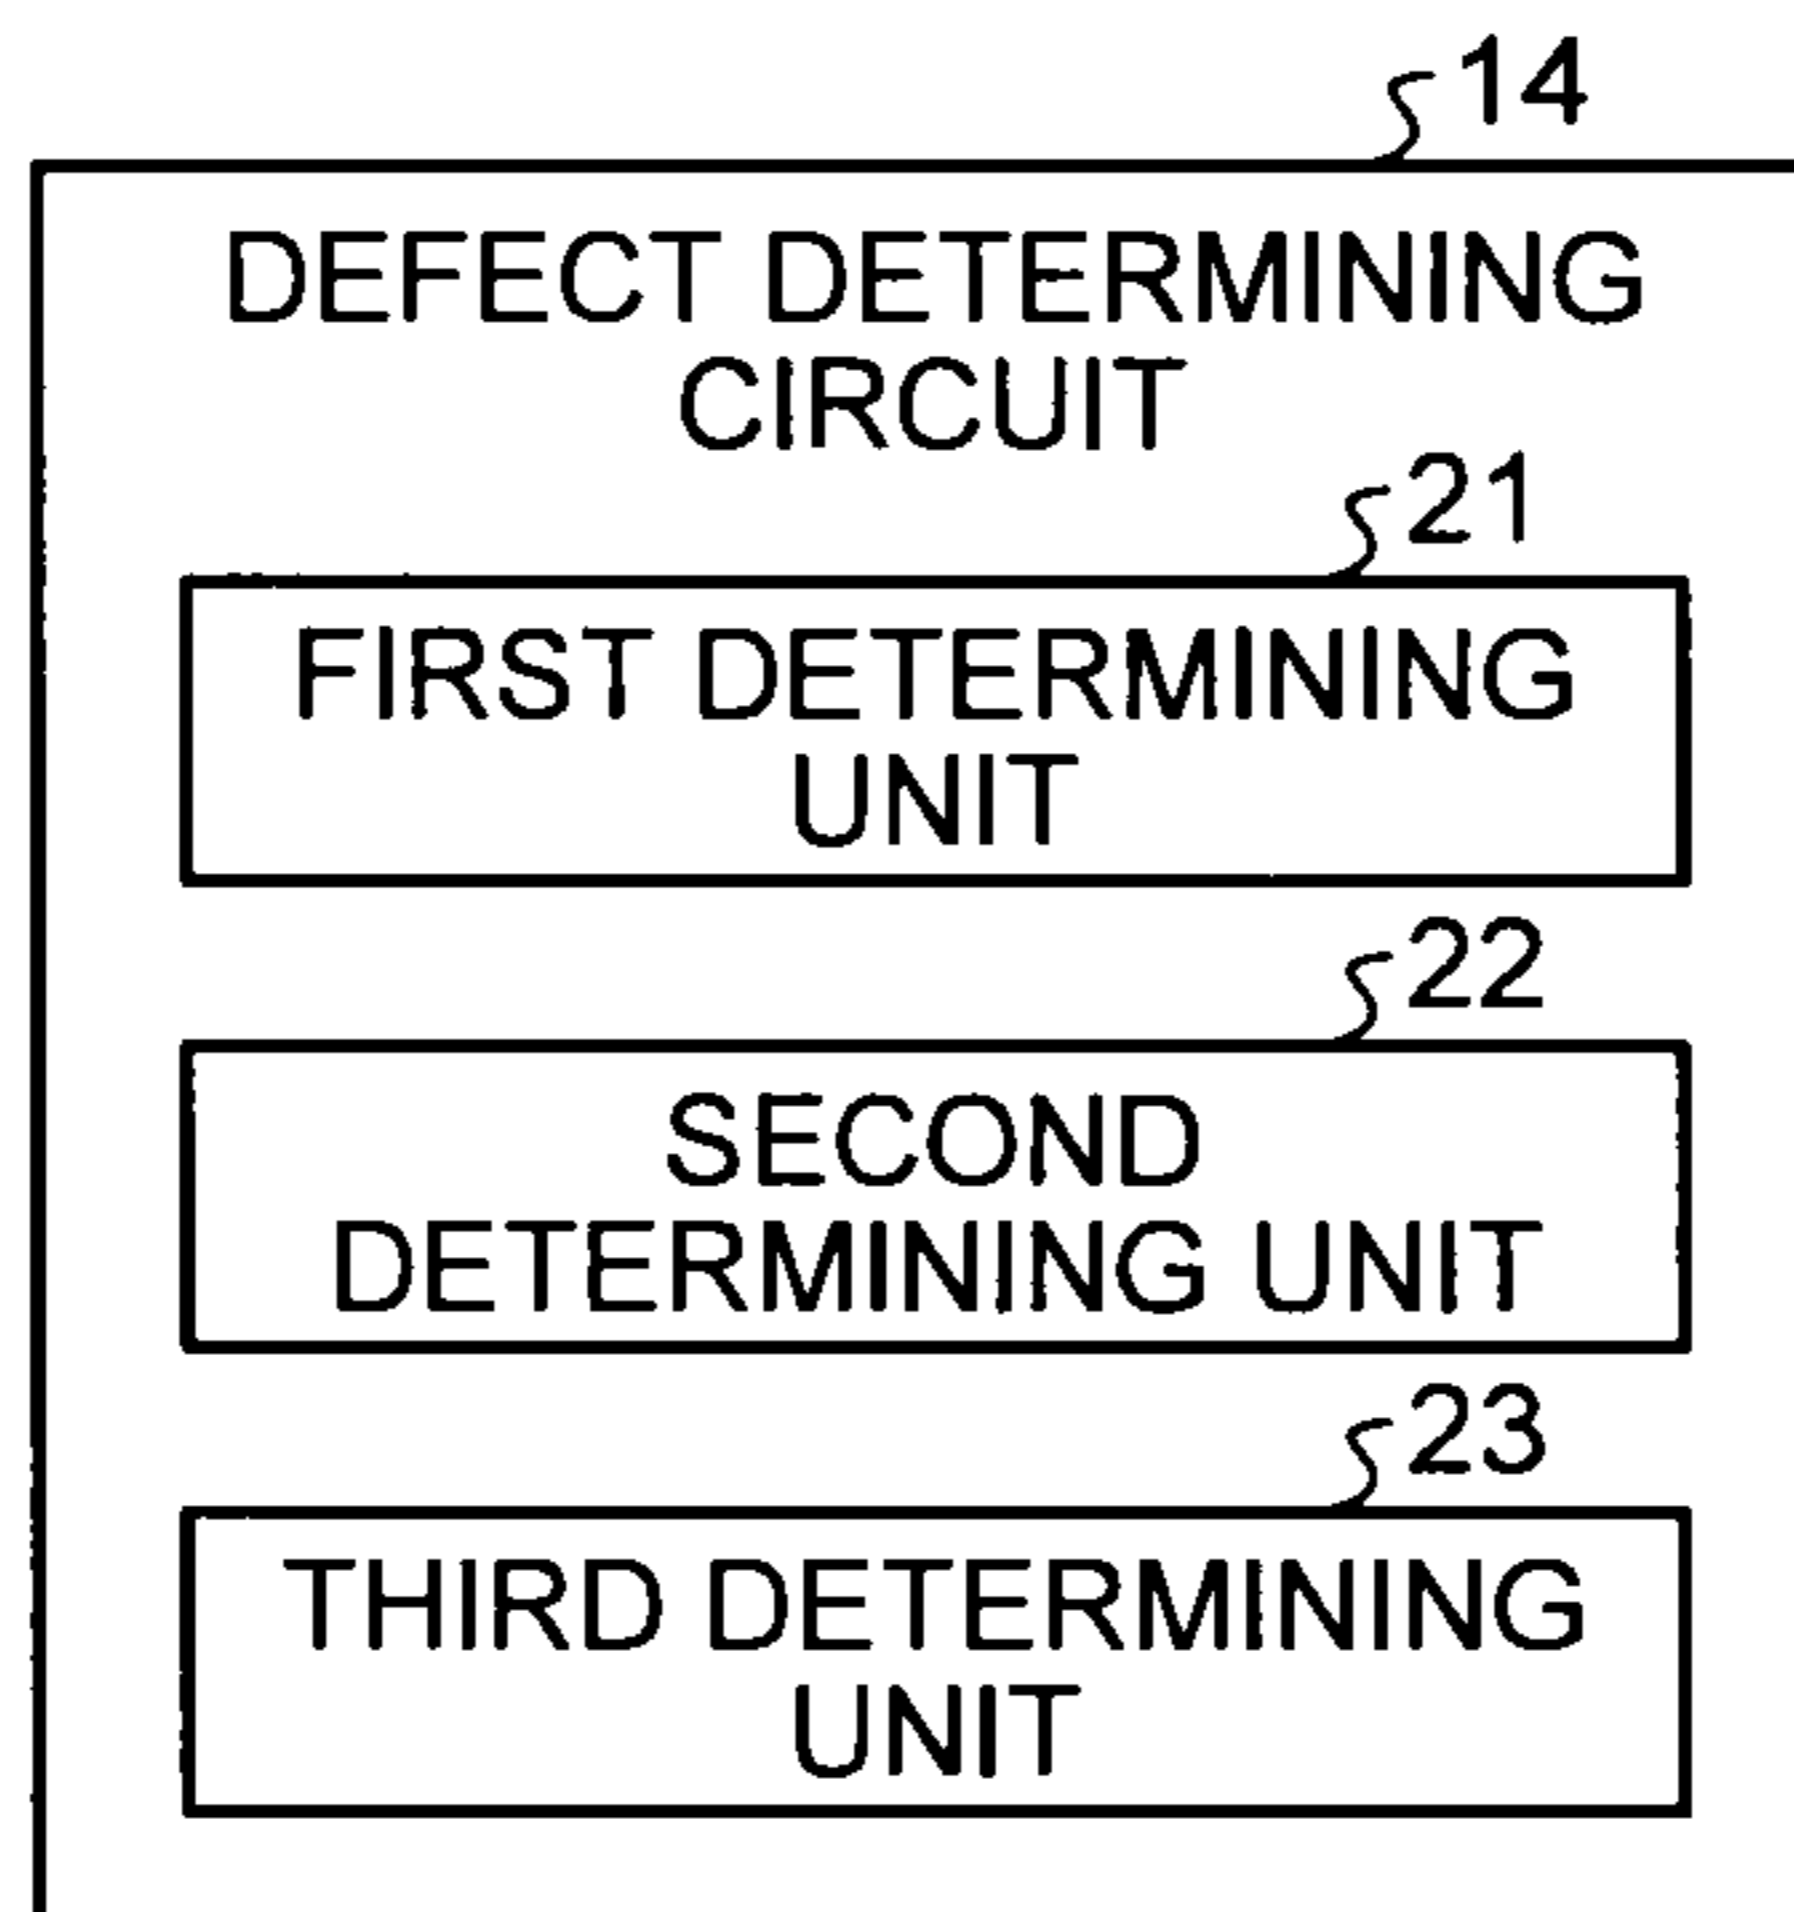 14
DEFECT DETERMINING
CIRCUIT
21
FIRST DETERMINING
UNIT
22
SECOND
DETERMINING UNIT
23
THIRD DETERMINING
UNIT